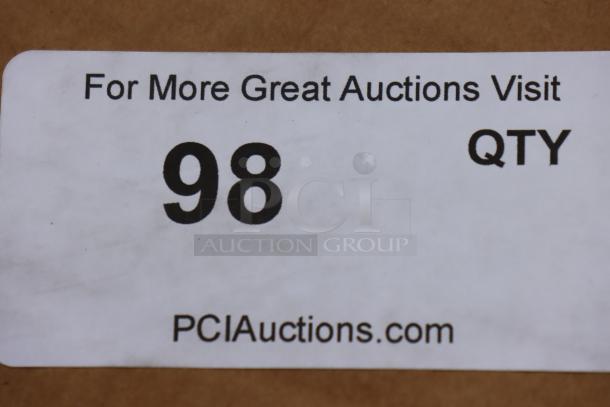 For More Great Auctions Visit
98
QTY
PCI
AUCTION GROUP
PCIAuctions.com